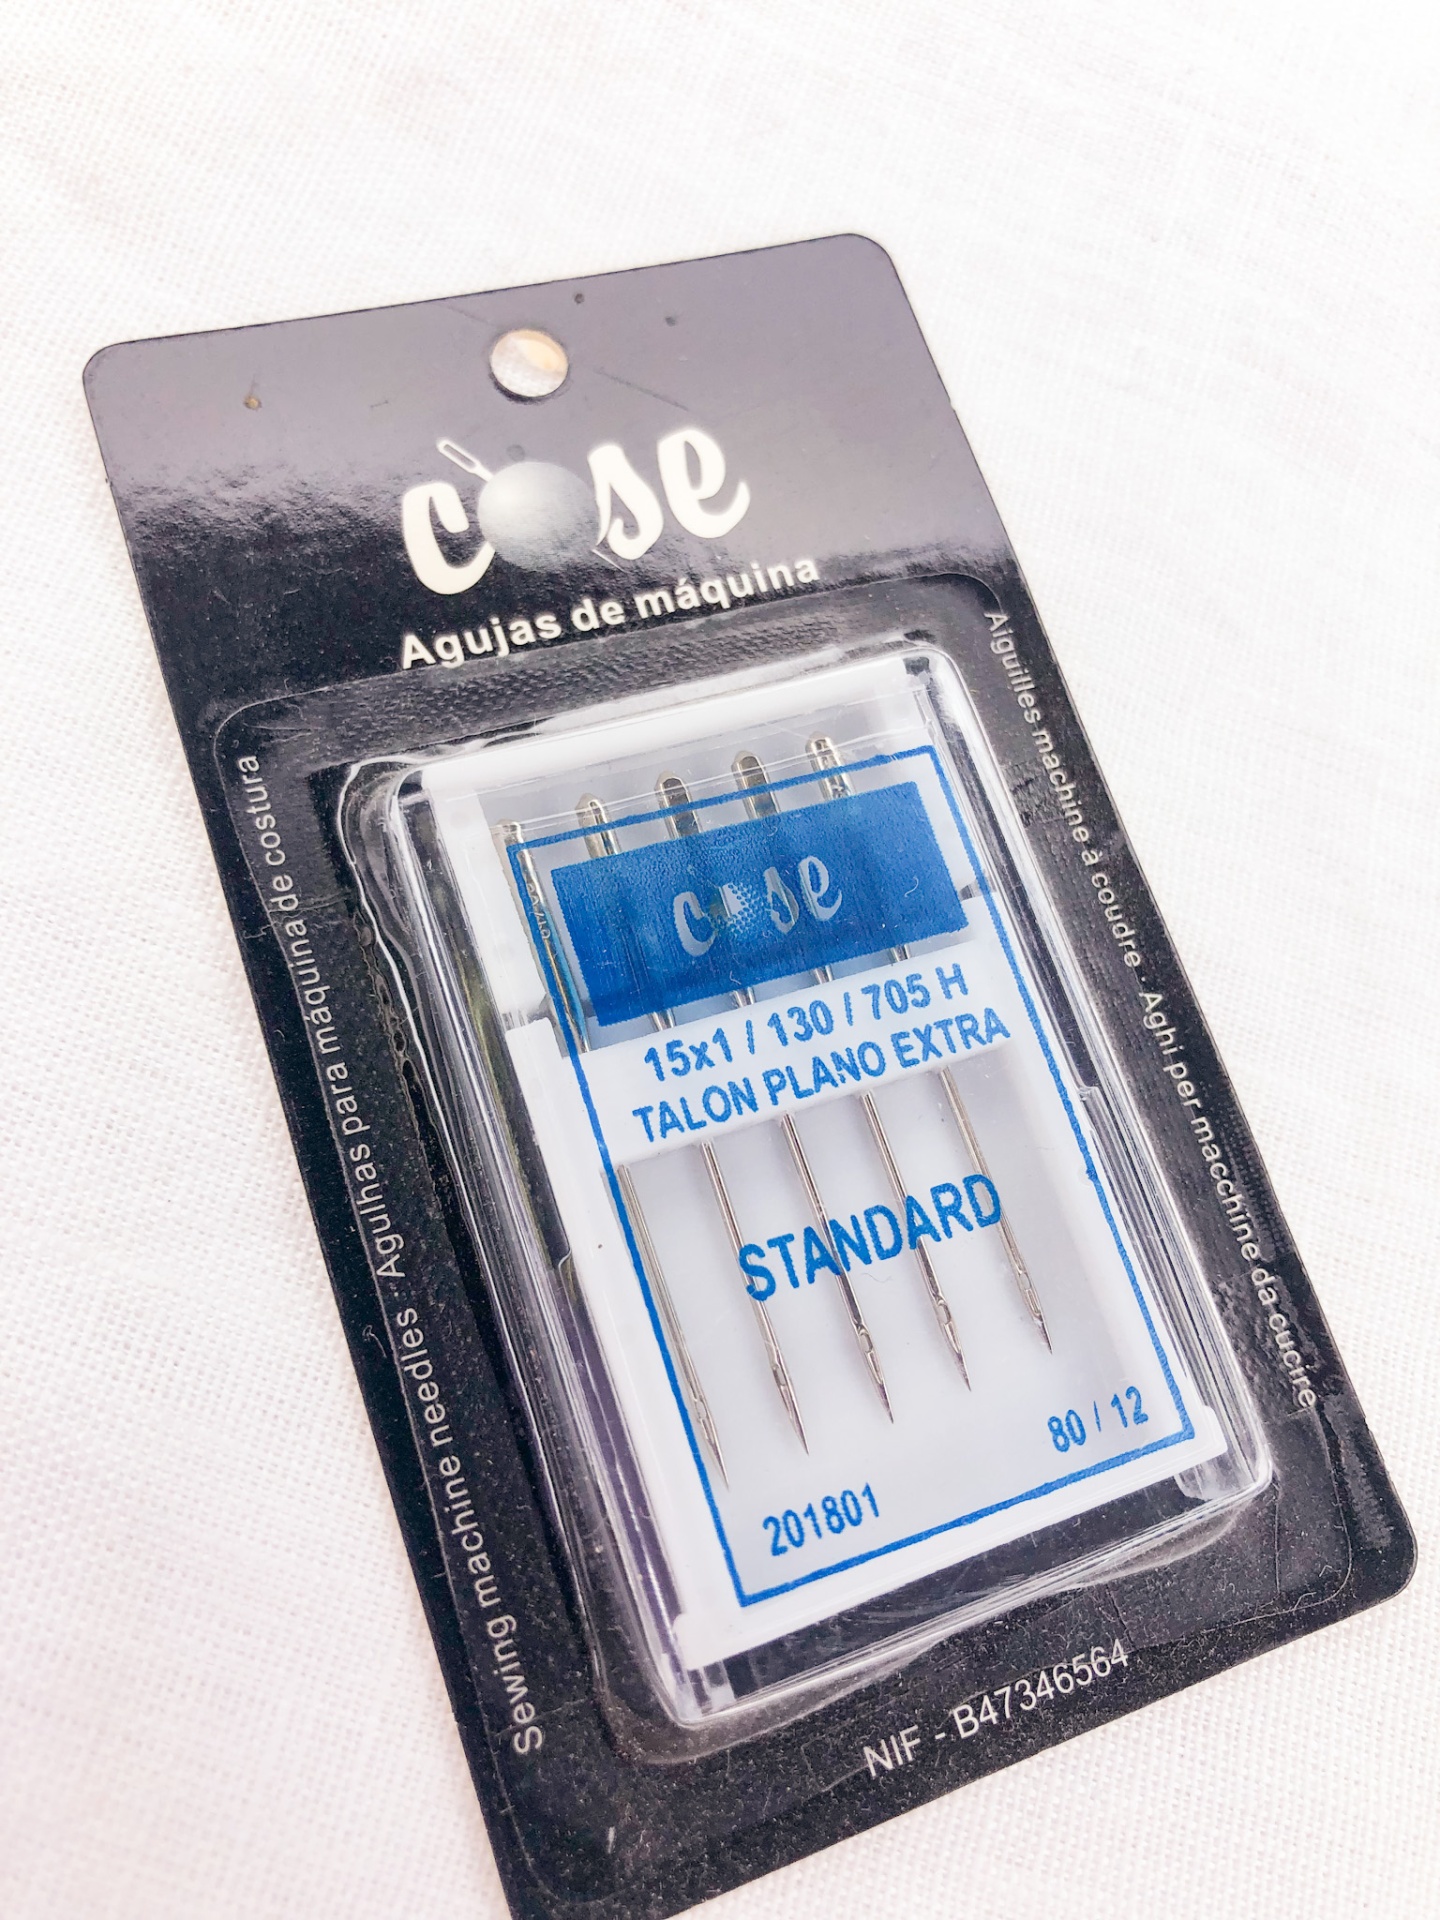 cose
Agujas de máquina
Sewing machine needles · Agulhas para máquina de costura
Aiguilles machine à coudre · Aghi per macchine da cucire
cose
15x1 / 130 / 705 H
TALON PLANO EXTRA
STANDARD
80 / 12
201801
NIF - B47346564